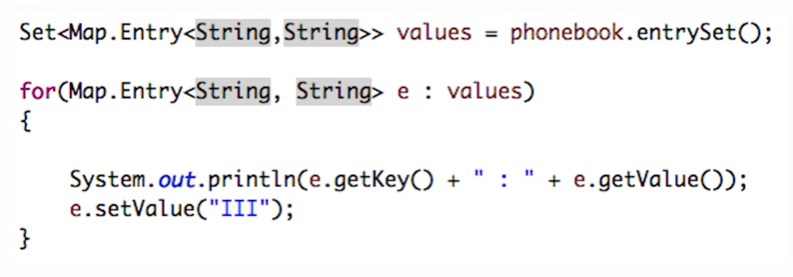 Set<Map.Entry<String,String>> values = phonebook.entrySet();
for(Map.Entry<String, String> e : values)
{
System.out.println(e.getKey() + " : " + e.getValue());
e.setValue("III");
}